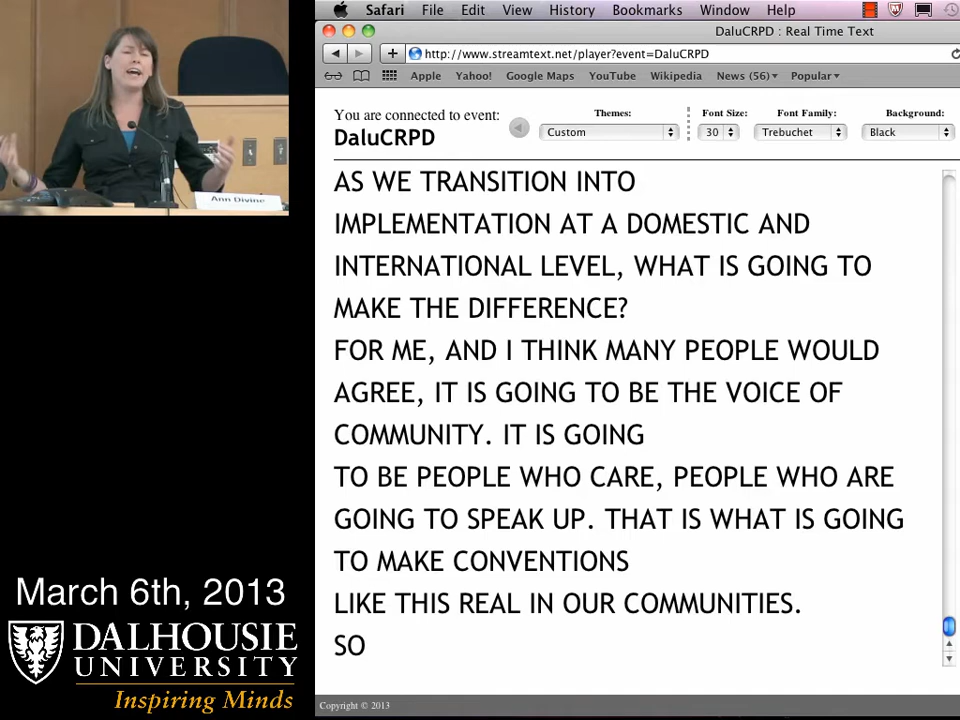 Safari File Edit View History Bookmarks Window Help
DaluCRPD : Real Time Text
http://www.streamtext.net/player?event=DaluCRPD
Apple Yahoo! Google Maps YouTube Wikipedia News (56) Popular
You are connected to event:
DaluCRPD
Themes: Font Size: Font Family: Background:
Custom 30 Trebuchet Black
AS WE TRANSITION INTO
IMPLEMENTATION AT A DOMESTIC AND
INTERNATIONAL LEVEL, WHAT IS GOING TO
MAKE THE DIFFERENCE?
FOR ME, AND I THINK MANY PEOPLE WOULD
AGREE, IT IS GOING TO BE THE VOICE OF
COMMUNITY. IT IS GOING
TO BE PEOPLE WHO CARE, PEOPLE WHO ARE
GOING TO SPEAK UP. THAT IS WHAT IS GOING
TO MAKE CONVENTIONS
LIKE THIS REAL IN OUR COMMUNITIES.
SO
Copyright © 2013
Ann Divine
March 6th, 2013
DALHOUSIE
UNIVERSITY
Inspiring Minds